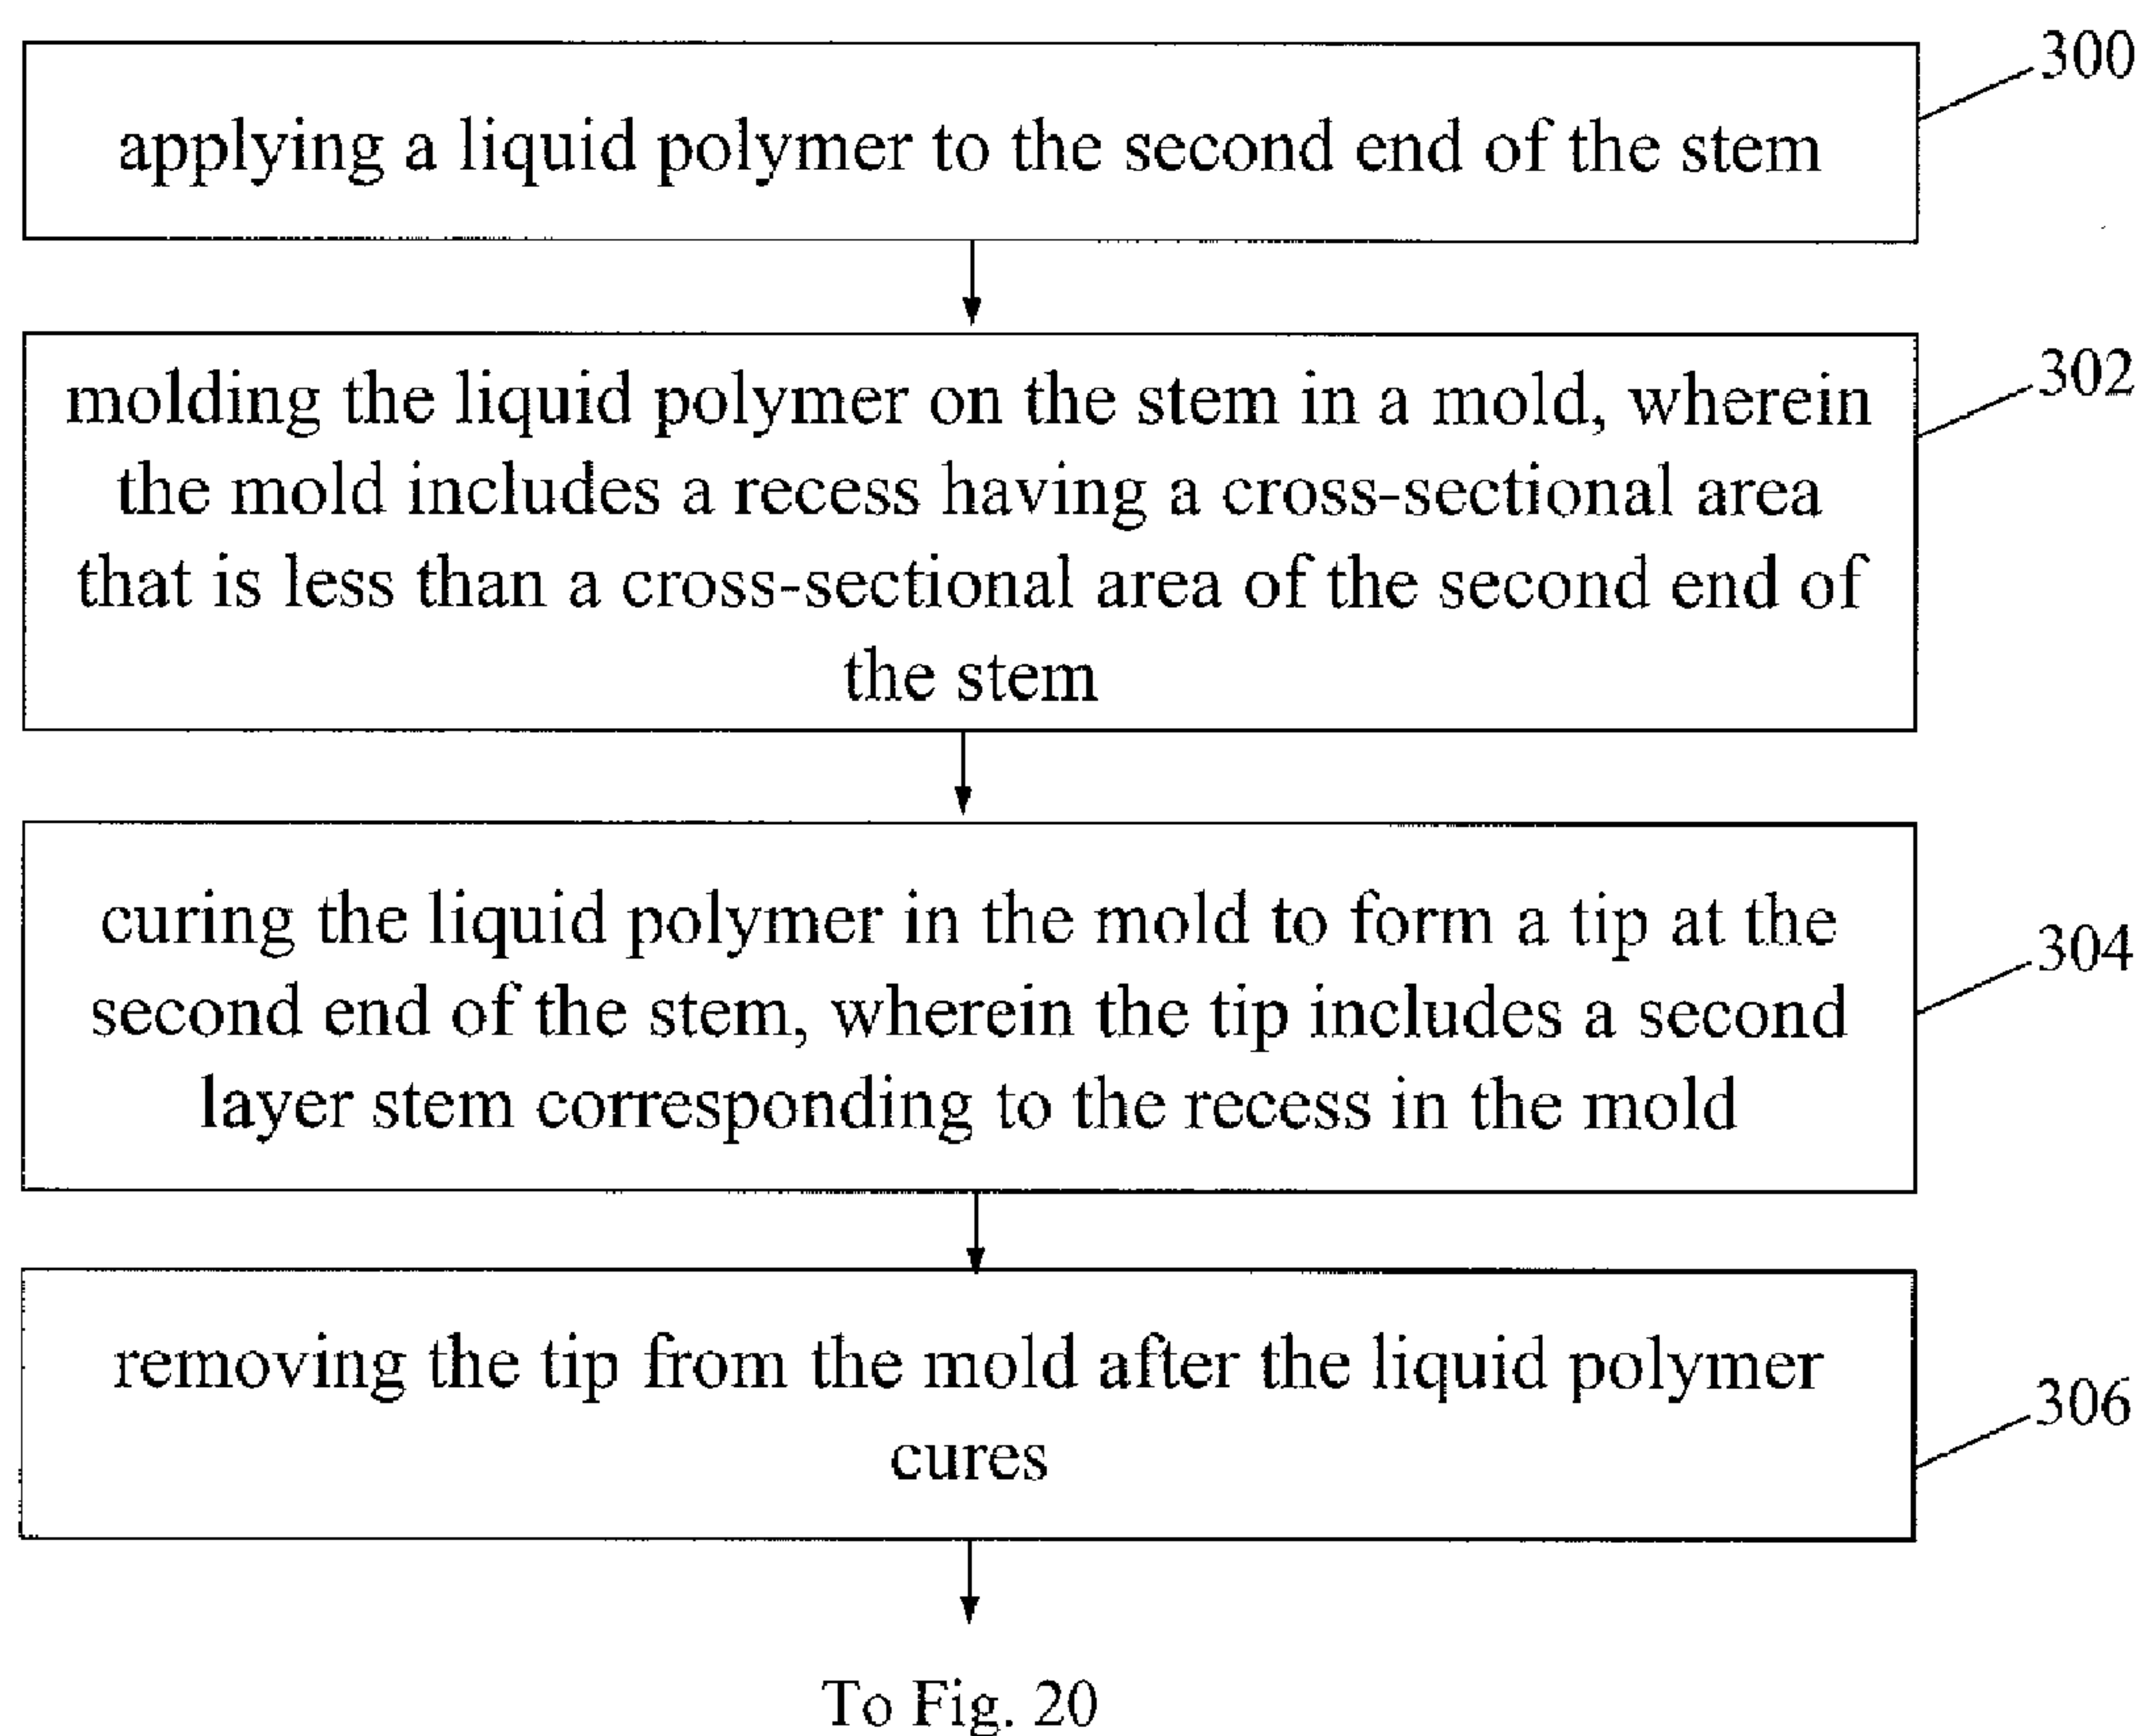 300
applying a liquid polymer to the second end of the stem
302
molding the liquid polymer on the stem in a mold, wherein
the mold includes a recess having a cross-sectional area
that is less than a cross-sectional area of the second end of
the stem
304
curing the liquid polymer in the mold to form a tip at the
second end of the stem, wherein the tip includes a second
layer stem corresponding to the recess in the mold
306
removing the tip from the mold after the liquid polymer
cures
To Fig. 20